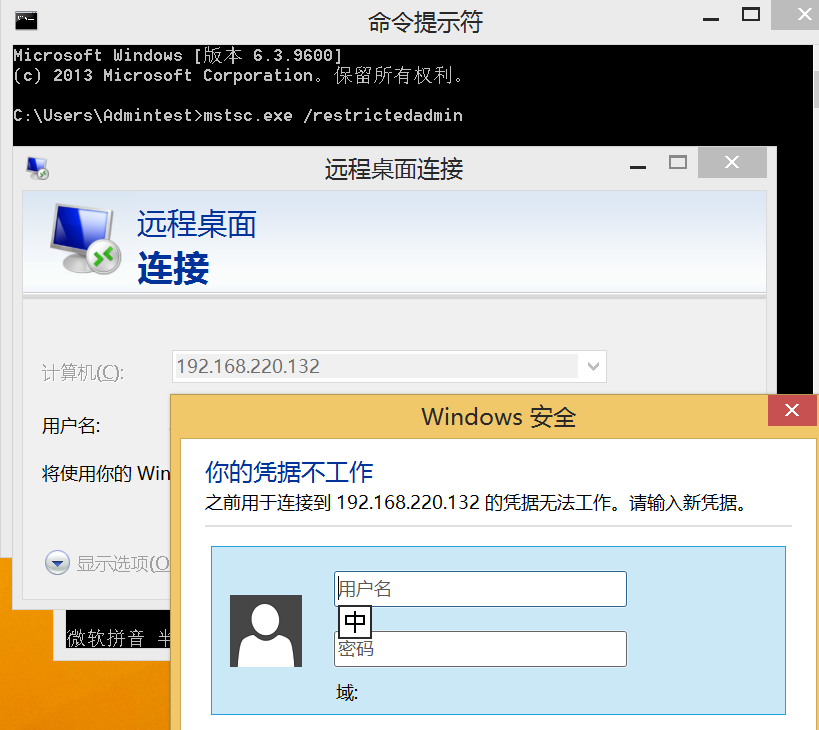 命令提示符
Microsoft Windows [版本 6.3.9600]
(c) 2013 Microsoft Corporation。保留所有权利。
C:\Users\Admintest>mstsc.exe /restrictedadmin
远程桌面连接
远程桌面
连接
计算机(C):
192.168.220.132
用户名:
将使用你的 Win
显示选项(O
微软拼音 半
Windows 安全
你的凭据不工作
之前用于连接到 192.168.220.132 的凭据无法工作。请输入新凭据。
用户名
中
密码
域: